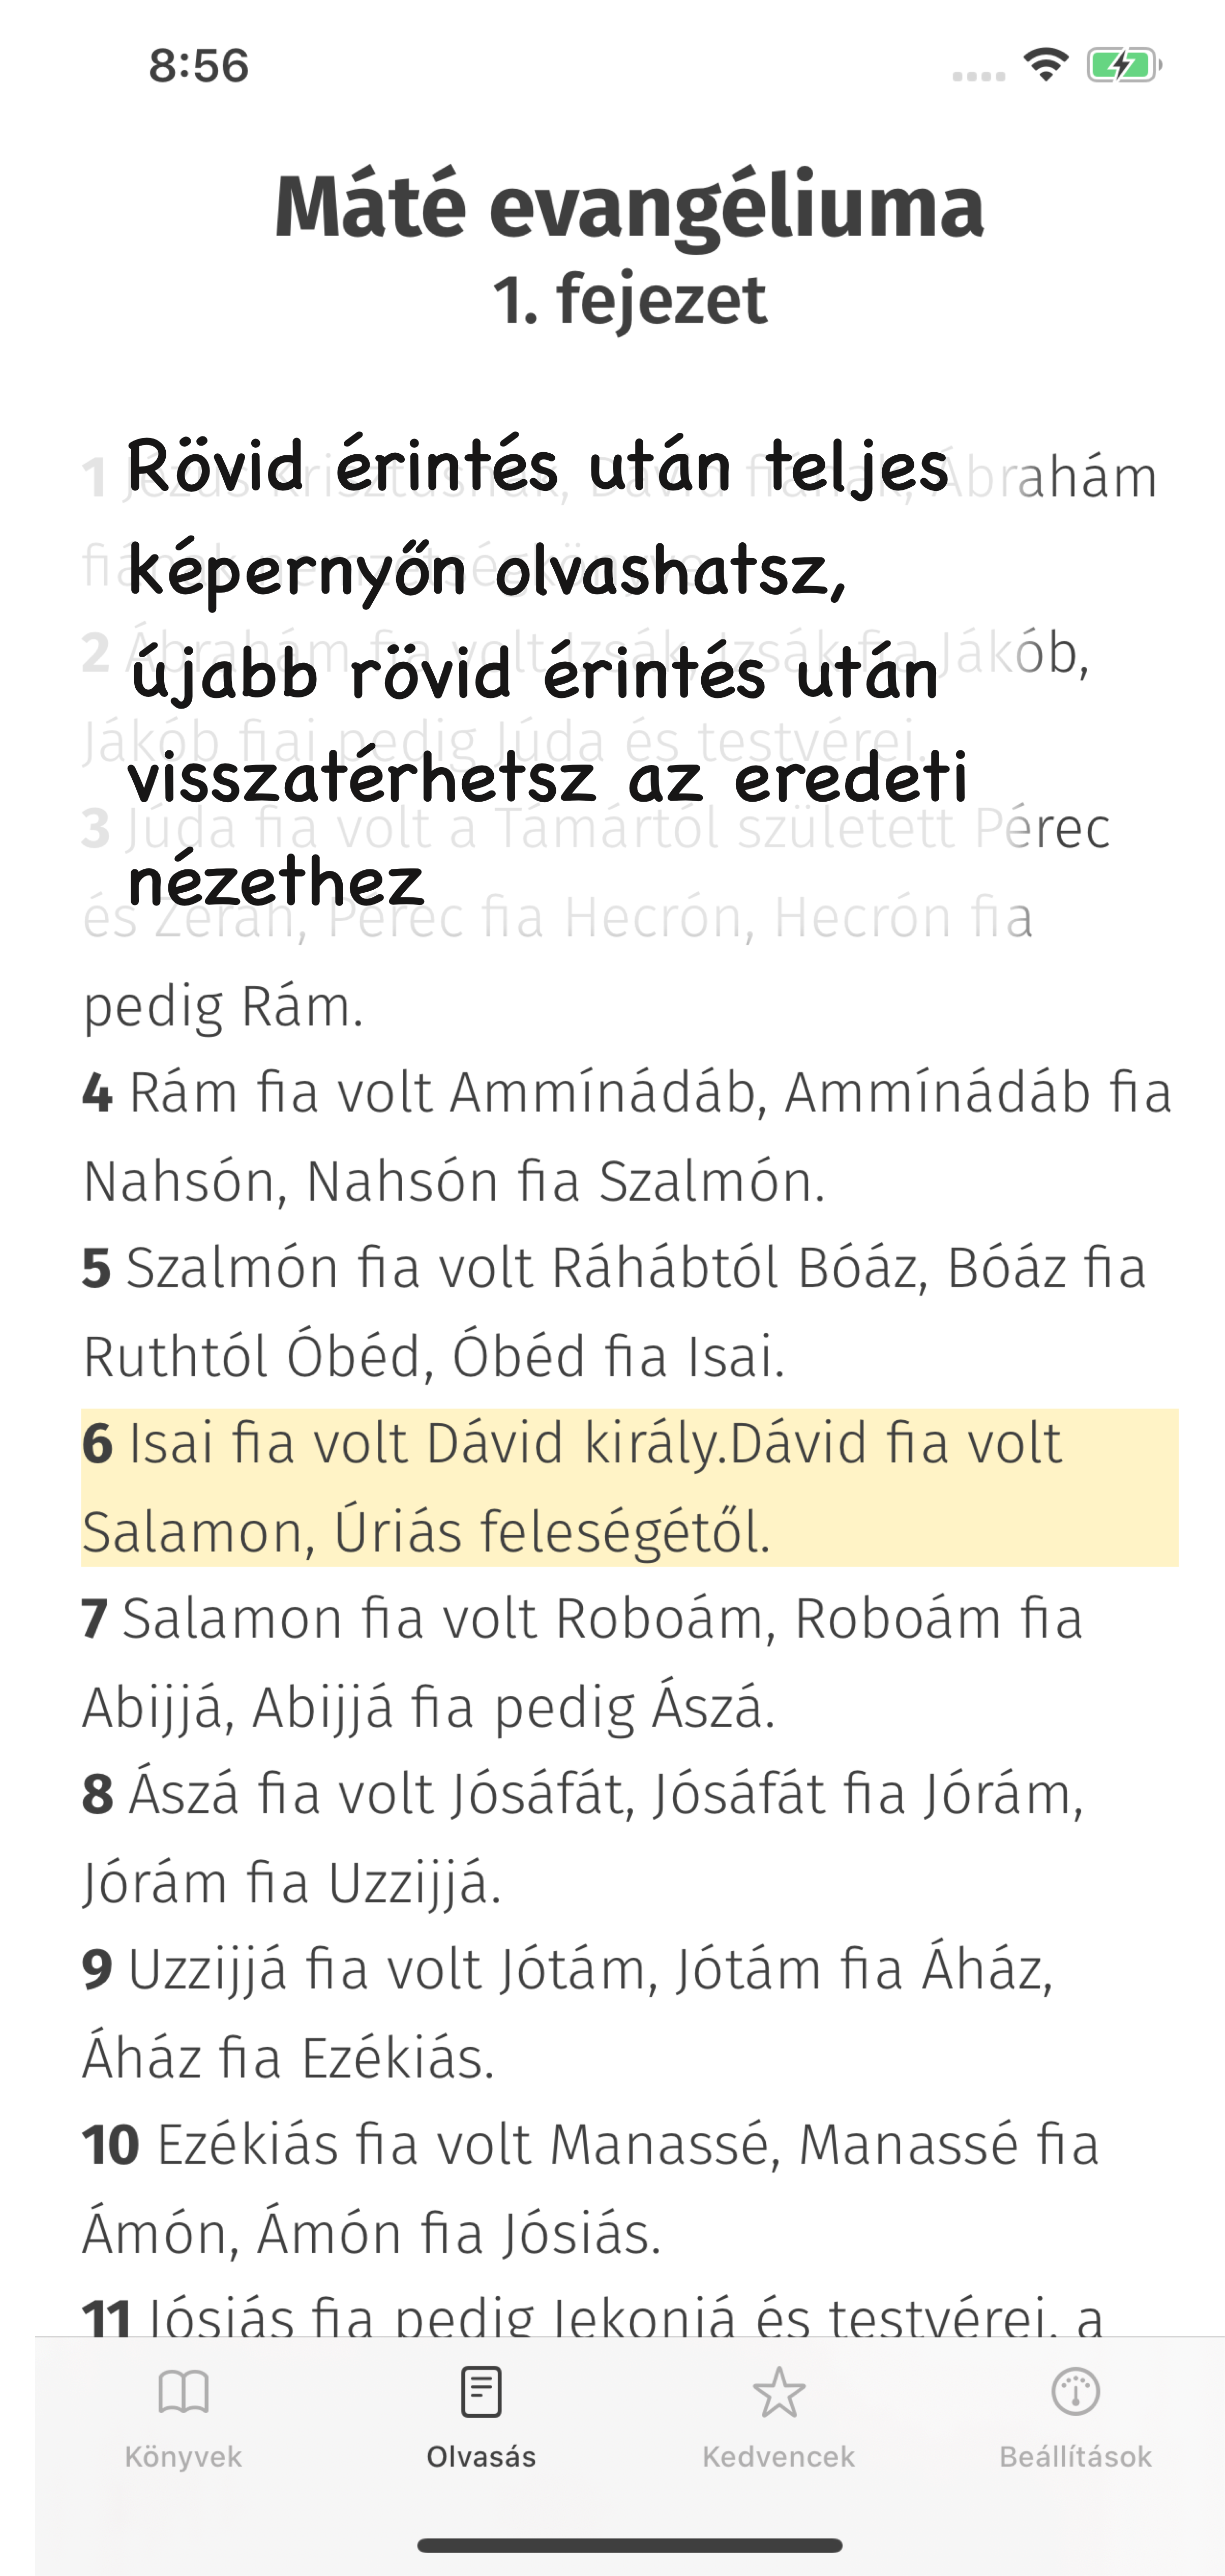 8:56
Máté evangéliuma
1. fejezet
Rövid érintés után teljes
képernyőn olvashatsz,
újabb rövid érintés után
visszatérhetsz az eredeti
nézethez
1 Jézus Krisztusnak, Dávid fiának, Ábrahám
fiának nemzetségkönyve.
2 Ábrahám fia volt Izsák, Izsák fia Jákób,
Jákób fiai pedig Júda és testvérei.
3 Júda fia volt a Támártól született Pérec
és Zerah, Pérec fia Hecrón, Hecrón fia
pedig Rám.
4 Rám fia volt Ammínádáb, Ammínádáb fia
Nahsón, Nahsón fia Szalmón.
5 Szalmón fia volt Ráhábtól Bóáz, Bóáz fia
Ruthtól Óbéd, Óbéd fia Isai.
6 Isai fia volt Dávid király.Dávid fia volt
Salamon, Úriás feleségétől.
7 Salamon fia volt Roboám, Roboám fia
Abijjá, Abijjá fia pedig Ászá.
8 Ászá fia volt Jósáfát, Jósáfát fia Jórám,
Jórám fia Uzzijjá.
9 Uzzijjá fia volt Jótám, Jótám fia Áház,
Áház fia Ezékiás.
10 Ezékiás fia volt Manassé, Manassé fia
Ámón, Ámón fia Jósiás.
11 Jósiás fia pedig Jekonjá és testvérei, a
Könyvek
Olvasás
Kedvencek
Beállítások